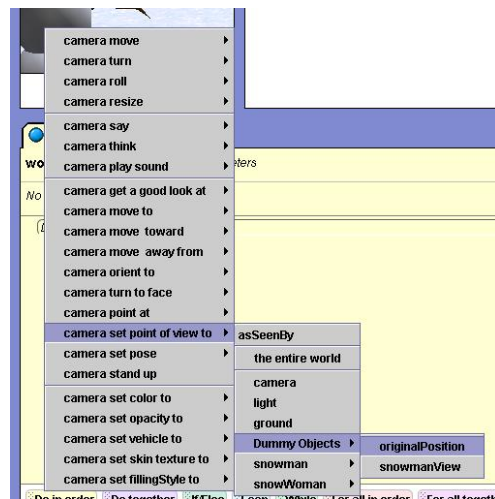 camera move
camera turn
camera roll
camera resize
camera say
camera think
camera play sound
wo
eters
camera get a good look at
No
camera move to
camera move toward
camera move away from
camera orient to
camera turn to face
camera point at
camera set point of view to
asSeenBy
camera set pose
the entire world
camera stand up
camera
camera set color to
light
camera set opacity to
ground
camera set vehicle to
Dummy Objects
originalPosition
camera set skin texture to
snowman
snowmanView
camera set fillingStyle to
snowWoman
Do in order Do together If/Else Loop While For all in order For all togeth